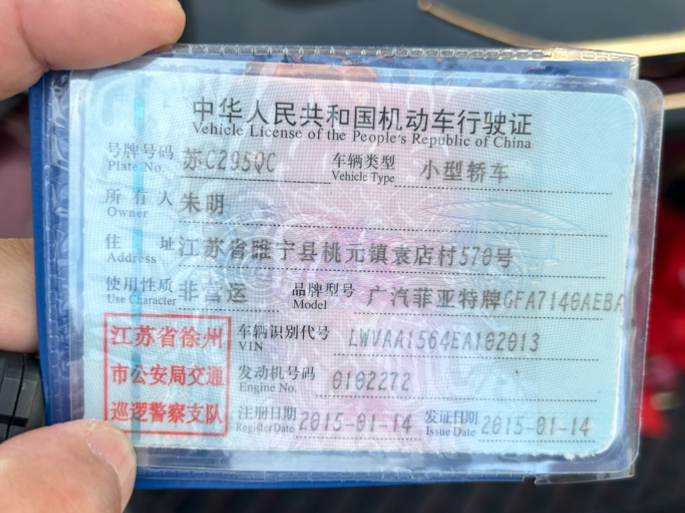 中华人民共和国机动车行驶证
Vehicle License of the People's Republic of China
号牌号码 苏C295QC 车辆类型 小型轿车
Plate No. Vehicle Type
所有人 朱明
Owner
住址 江苏省睢宁县桃元镇袁店村570号
Address
使用性质 非营运 品牌型号 广汽菲亚特牌GFA7140AEBA
Use Character Model
江苏省徐州
市公安局交通
巡逻警察支队
车辆识别代号 LWVAA1564EA102013
VIN
发动机号码 0102272
Engine No.
注册日期 2015-01-14 发证日期 2015-01-14
Register Date Issue Date